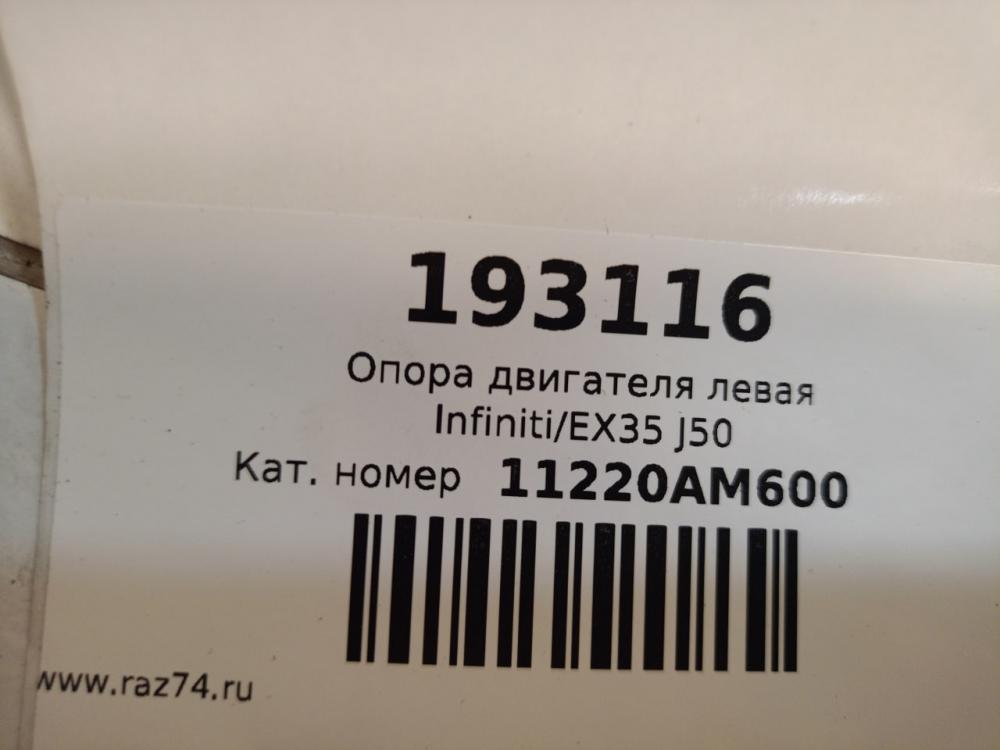 193116
Опора двигателя левая
Infiniti/EX35 J50
Кат. номер 11220AM600
www.raz74.ru